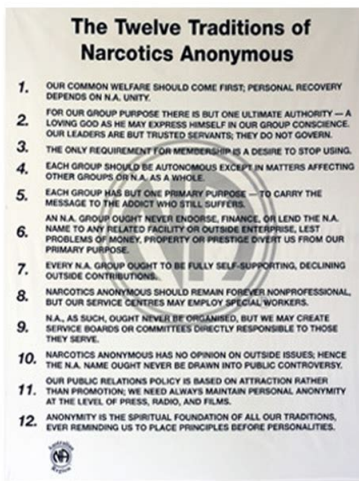 The Twelve Traditions of
Narcotics Anonymous
1. OUR COMMON WELFARE SHOULD COME FIRST; PERSONAL RECOVERY
DEPENDS ON N.A. UNITY.
2. FOR OUR GROUP PURPOSE THERE IS BUT ONE ULTIMATE AUTHORITY — A
LOVING GOD AS HE MAY EXPRESS HIMSELF IN OUR GROUP CONSCIENCE.
OUR LEADERS ARE BUT TRUSTED SERVANTS; THEY DO NOT GOVERN.
3. THE ONLY REQUIREMENT FOR MEMBERSHIP IS A DESIRE TO STOP USING.
4. EACH GROUP SHOULD BE AUTONOMOUS EXCEPT IN MATTERS AFFECTING
OTHER GROUPS OR N.A. AS A WHOLE.
5. EACH GROUP HAS BUT ONE PRIMARY PURPOSE — TO CARRY THE
MESSAGE TO THE ADDICT WHO STILL SUFFERS.
6. AN N.A. GROUP OUGHT NEVER ENDORSE, FINANCE, OR LEND THE N.A.
NAME TO ANY RELATED FACILITY OR OUTSIDE ENTERPRISE, LEST
PROBLEMS OF MONEY, PROPERTY OR PRESTIGE DIVERT US FROM OUR
PRIMARY PURPOSE.
7. EVERY N.A. GROUP OUGHT TO BE FULLY SELF-SUPPORTING, DECLINING
OUTSIDE CONTRIBUTIONS.
8. NARCOTICS ANONYMOUS SHOULD REMAIN FOREVER NONPROFESSIONAL,
BUT OUR SERVICE CENTRES MAY EMPLOY SPECIAL WORKERS.
9. N.A., AS SUCH, OUGHT NEVER BE ORGANISED, BUT WE MAY CREATE
SERVICE BOARDS OR COMMITTEES DIRECTLY RESPONSIBLE TO THOSE
THEY SERVE.
10. NARCOTICS ANONYMOUS HAS NO OPINION ON OUTSIDE ISSUES; HENCE
THE N.A. NAME OUGHT NEVER BE DRAWN INTO PUBLIC CONTROVERSY.
11. OUR PUBLIC RELATIONS POLICY IS BASED ON ATTRACTION RATHER
THAN PROMOTION; WE NEED ALWAYS MAINTAIN PERSONAL ANONYMITY
AT THE LEVEL OF PRESS, RADIO, AND FILMS.
12. ANONYMITY IS THE SPIRITUAL FOUNDATION OF ALL OUR TRADITIONS,
EVER REMINDING US TO PLACE PRINCIPLES BEFORE PERSONALITIES.
Australian
NA
Region